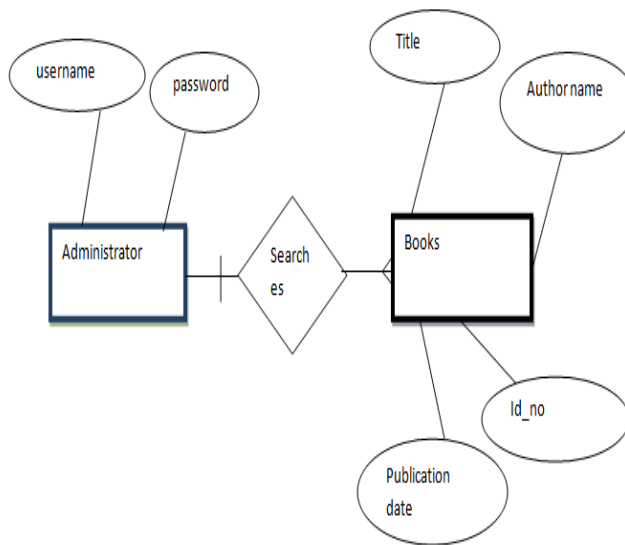 Title
username
password
Author name
Administrator
Books
Search
es
Id_no
Publication
date